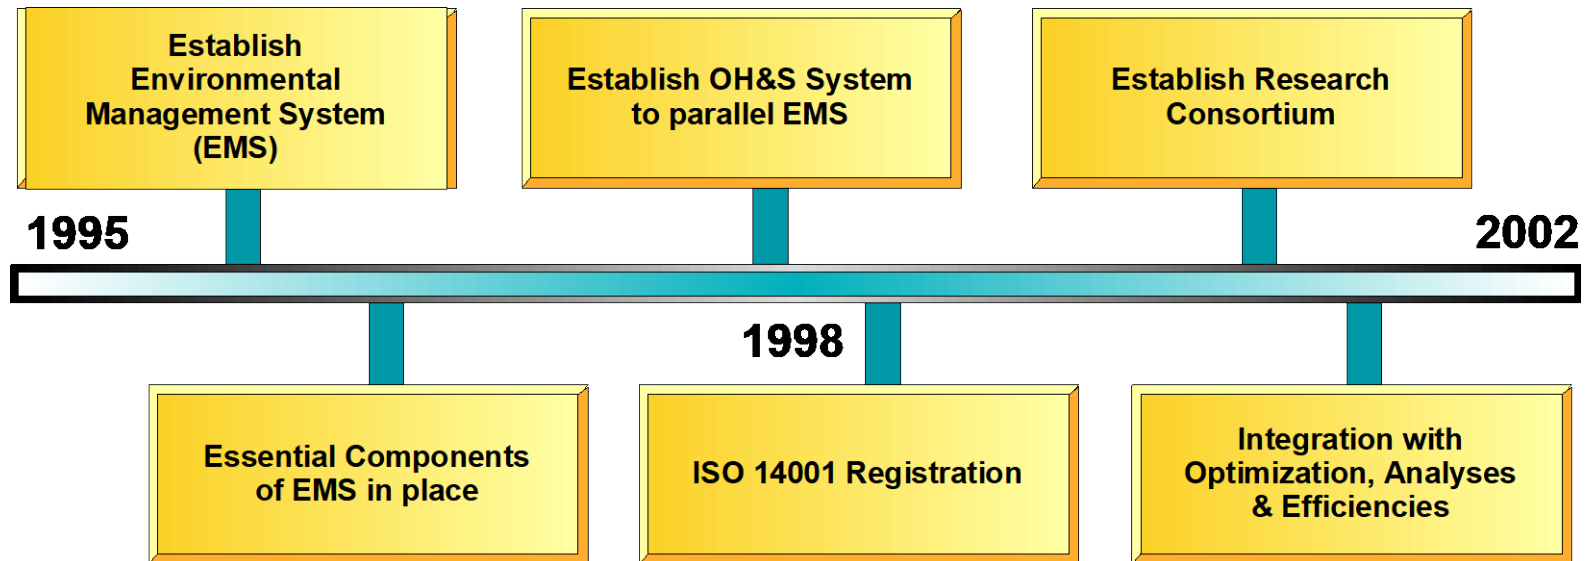 Establish
Environmental
Management System
(EMS)
Establish OH&S System
to parallel EMS
Establish Research
Consortium
1995
2002
1998
Essential Components
of EMS in place
ISO 14001 Registration
Integration with
Optimization, Analyses
& Efficiencies